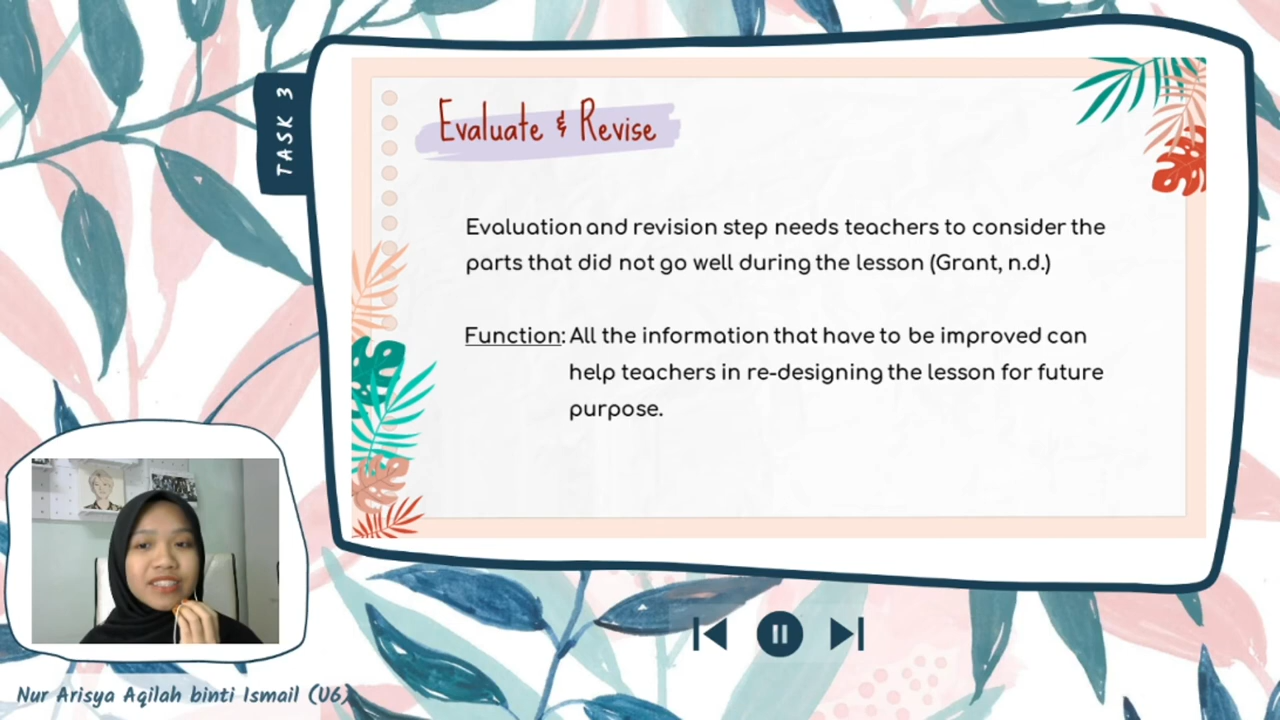 TASK 3
Evaluate & Revise
Evaluation and revision step needs teachers to consider the
parts that did not go well during the lesson (Grant, n.d.)
Function: All the information that have to be improved can
help teachers in re-designing the lesson for future
purpose.
Nur Arisya Aqilah binti Ismail (U6)